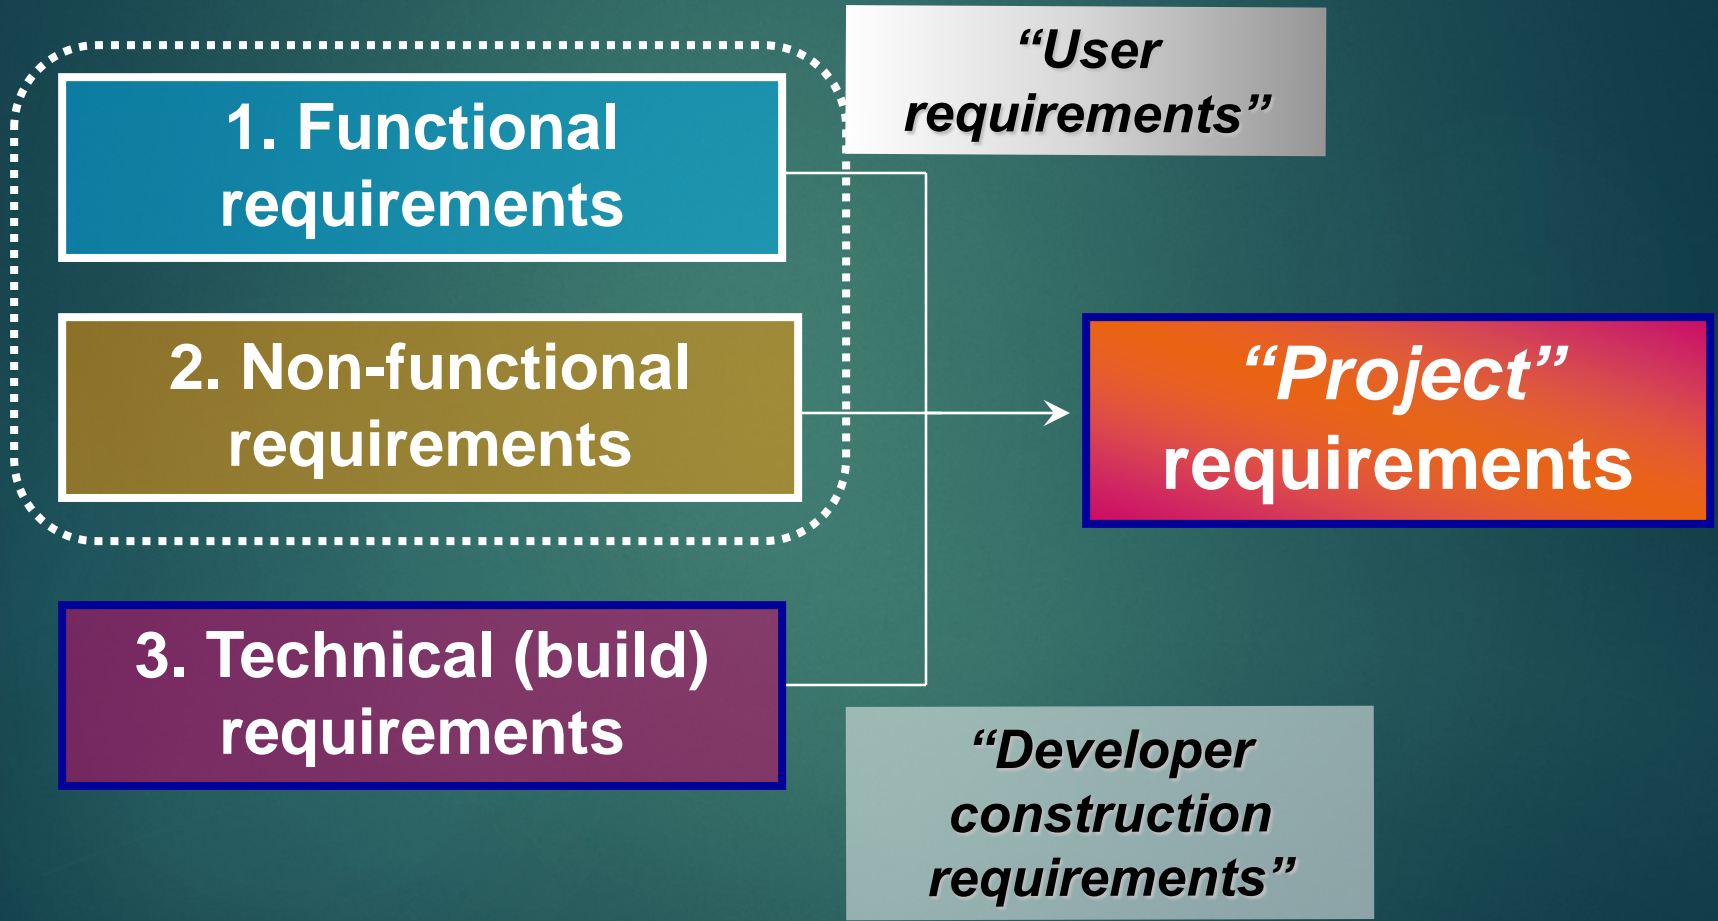 “User
requirements”
1. Functional
requirements
2. Non-functional
requirements
“Project”
requirements
3. Technical (build)
requirements
“Developer
construction
requirements”